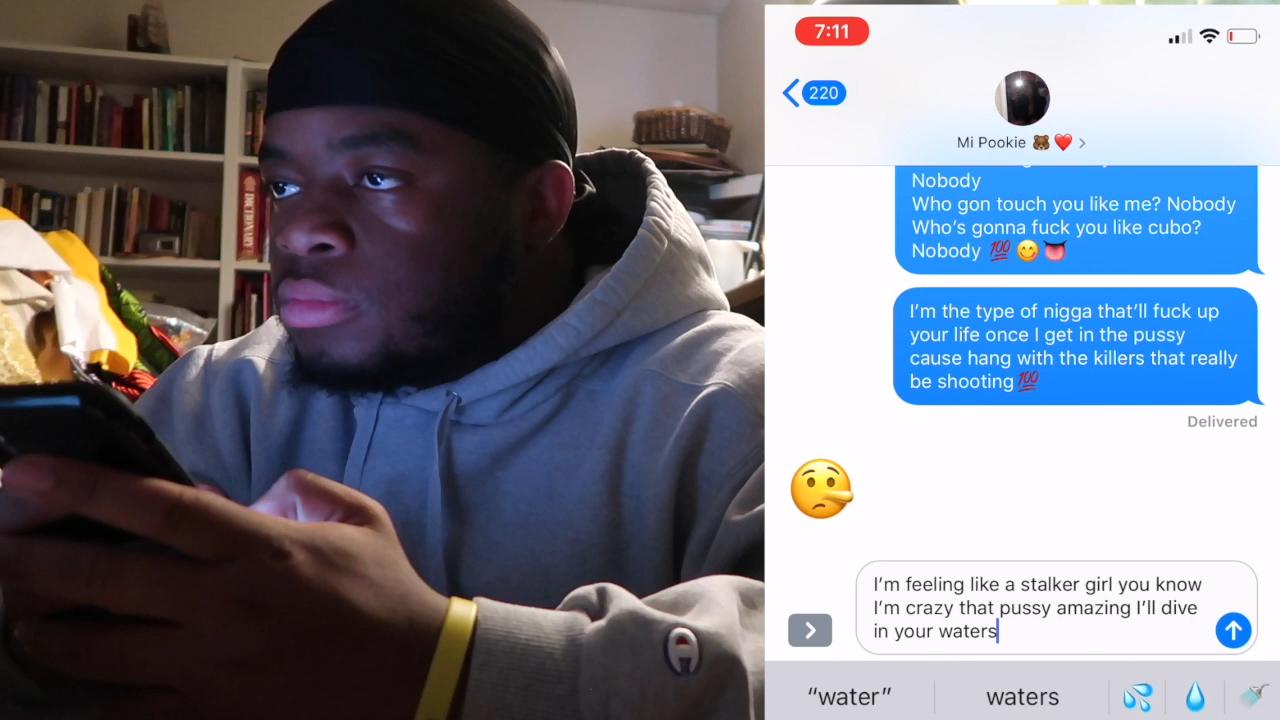 7:11
220
Mi Pookie 🐻❤️ >
Nobody
Who gon touch you like me? Nobody
Who's gonna fuck you like cubo?
Nobody 💯😋👅
I'm the type of nigga that'll fuck up
your life once I get in the pussy
cause hang with the killers that really
be shooting💯
Delivered
🤥
I'm feeling like a stalker girl you know
I'm crazy that pussy amazing I'll dive
in your waters
“water”
waters
💦
💧
🚿
DICTIONARY